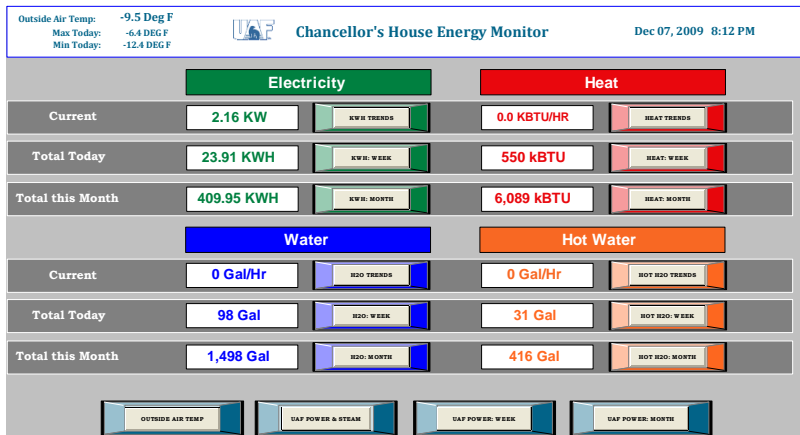 Outside Air Temp: -9.5 Deg F
Max Today: -6.4 DEG F
Min Today: -12.4 DEG F
UAF
Chancellor's House Energy Monitor
Dec 07, 2009 8:12 PM
Electricity Heat
Current 2.16 KW KWH TRENDS 0.0 KBTU/HR HEAT TRENDS
Total Today 23.91 KWH KWH: WEEK 550 kBTU HEAT: WEEK
Total this Month 409.95 KWH KWH: MONTH 6,089 kBTU HEAT: MONTH
Water Hot Water
Current 0 Gal/Hr H2O TRENDS 0 Gal/Hr HOT H2O TRENDS
Total Today 98 Gal H2O: WEEK 31 Gal HOT H2O: WEEK
Total this Month 1,498 Gal H2O: MONTH 416 Gal HOT H2O: MONTH
OUTSIDE AIR TEMP UAF POWER & STEAM UAF POWER: WEEK UAF POWER: MONTH